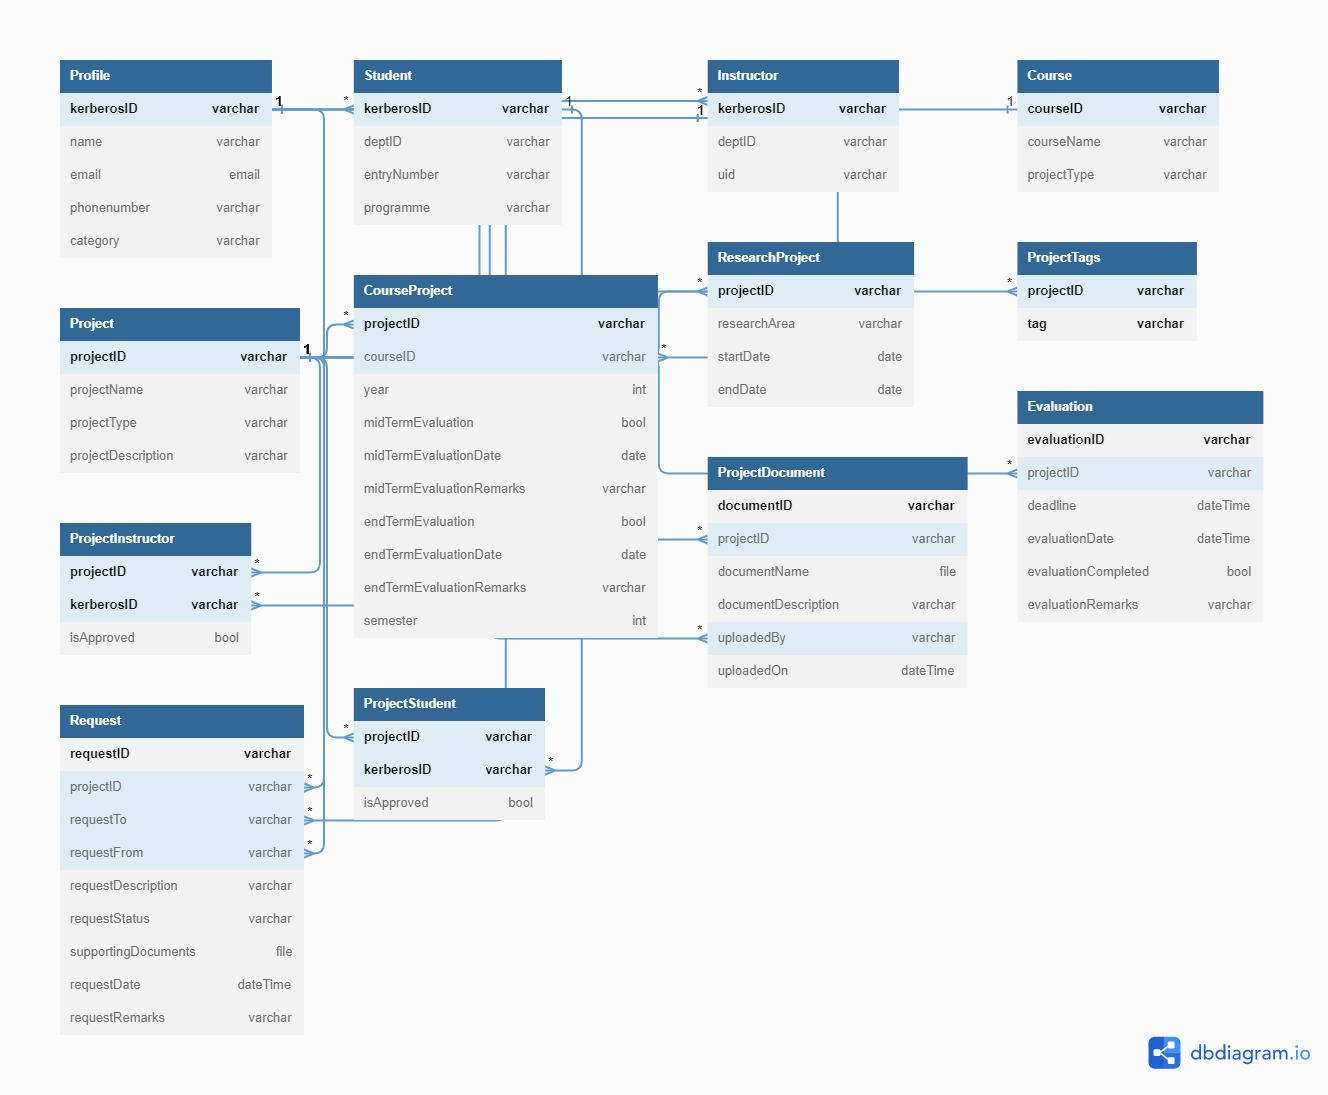 Profile
kerberosID varchar
name varchar
email email
phonenumber varchar
category varchar
1
*
Student
kerberosID varchar
deptID varchar
entryNumber varchar
programme varchar
1
*
1
Instructor
kerberosID varchar
deptID varchar
uid varchar
1
Course
courseID varchar
courseName varchar
projectType varchar
Project
projectID varchar
projectName varchar
projectType varchar
projectDescription varchar
1
*
CourseProject
projectID varchar
courseID varchar
year int
midTermEvaluation bool
midTermEvaluationDate date
midTermEvaluationRemarks varchar
endTermEvaluation bool
endTermEvaluationDate date
endTermEvaluationRemarks varchar
semester int
*
*
ResearchProject
projectID varchar
researchArea varchar
startDate date
endDate date
*
ProjectTags
projectID varchar
tag varchar
*
Evaluation
evaluationID varchar
projectID varchar
deadline dateTime
evaluationDate dateTime
evaluationCompleted bool
evaluationRemarks varchar
ProjectDocument
documentID varchar
*
projectID varchar
documentName file
documentDescription varchar
*
uploadedBy varchar
uploadedOn dateTime
ProjectInstructor
projectID varchar
*
kerberosID varchar
*
isApproved bool
*
ProjectStudent
projectID varchar
kerberosID varchar
*
isApproved bool
Request
requestID varchar
projectID varchar
*
requestTo varchar
*
requestFrom varchar
*
requestDescription varchar
requestStatus varchar
supportingDocuments file
requestDate dateTime
requestRemarks varchar
dbdiagram.io